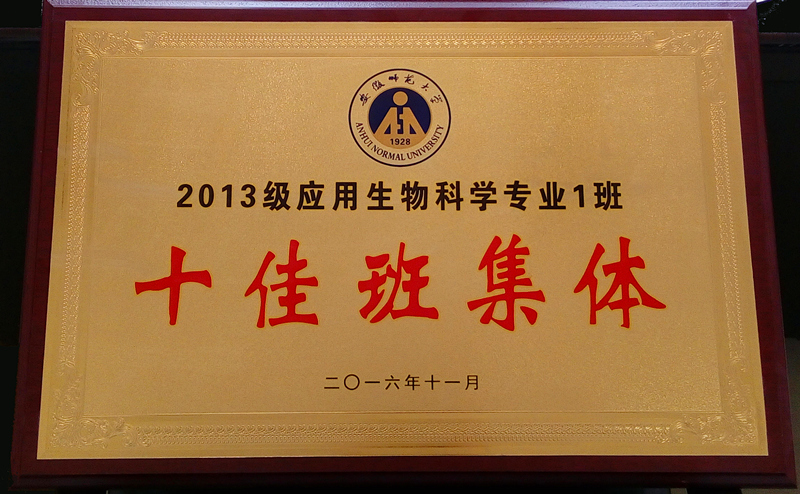 安徽师范大学
ANHUI NORMAL UNIVERSITY
1928
2013级应用生物科学专业1班
十佳班集体
二〇一六年十一月